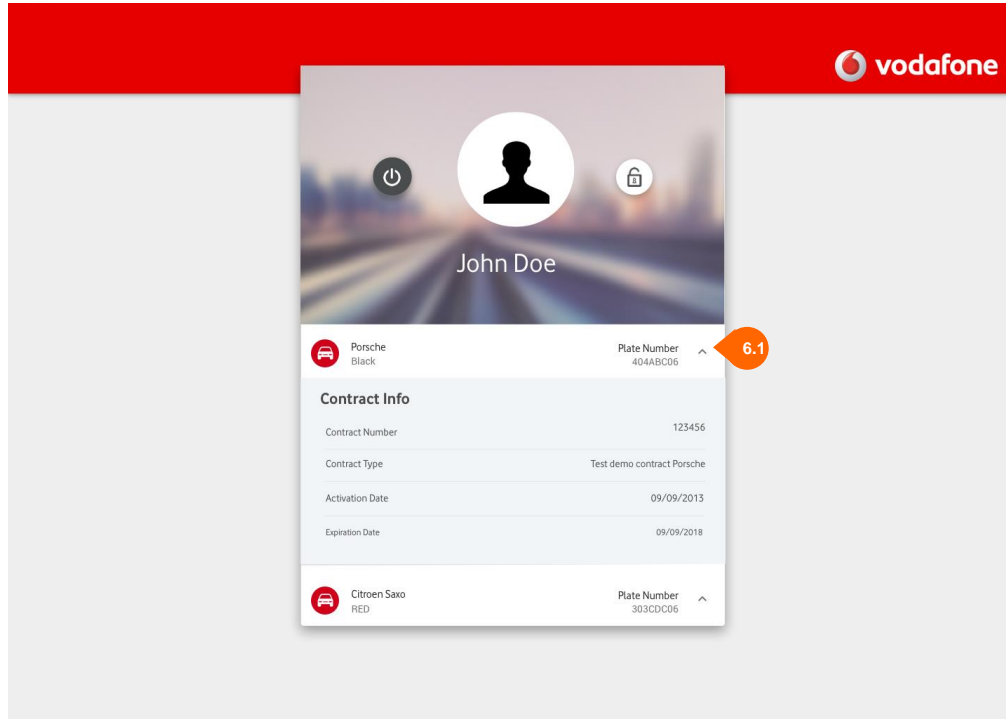 vodafone
John Doe
Porsche
Black
Plate Number
404ABC06
6.1
Contract Info
Contract Number 123456
Contract Type Test demo contract Porsche
Activation Date 09/09/2013
Expiration Date 09/09/2018
Citroen Saxo
RED
Plate Number
303CDC06